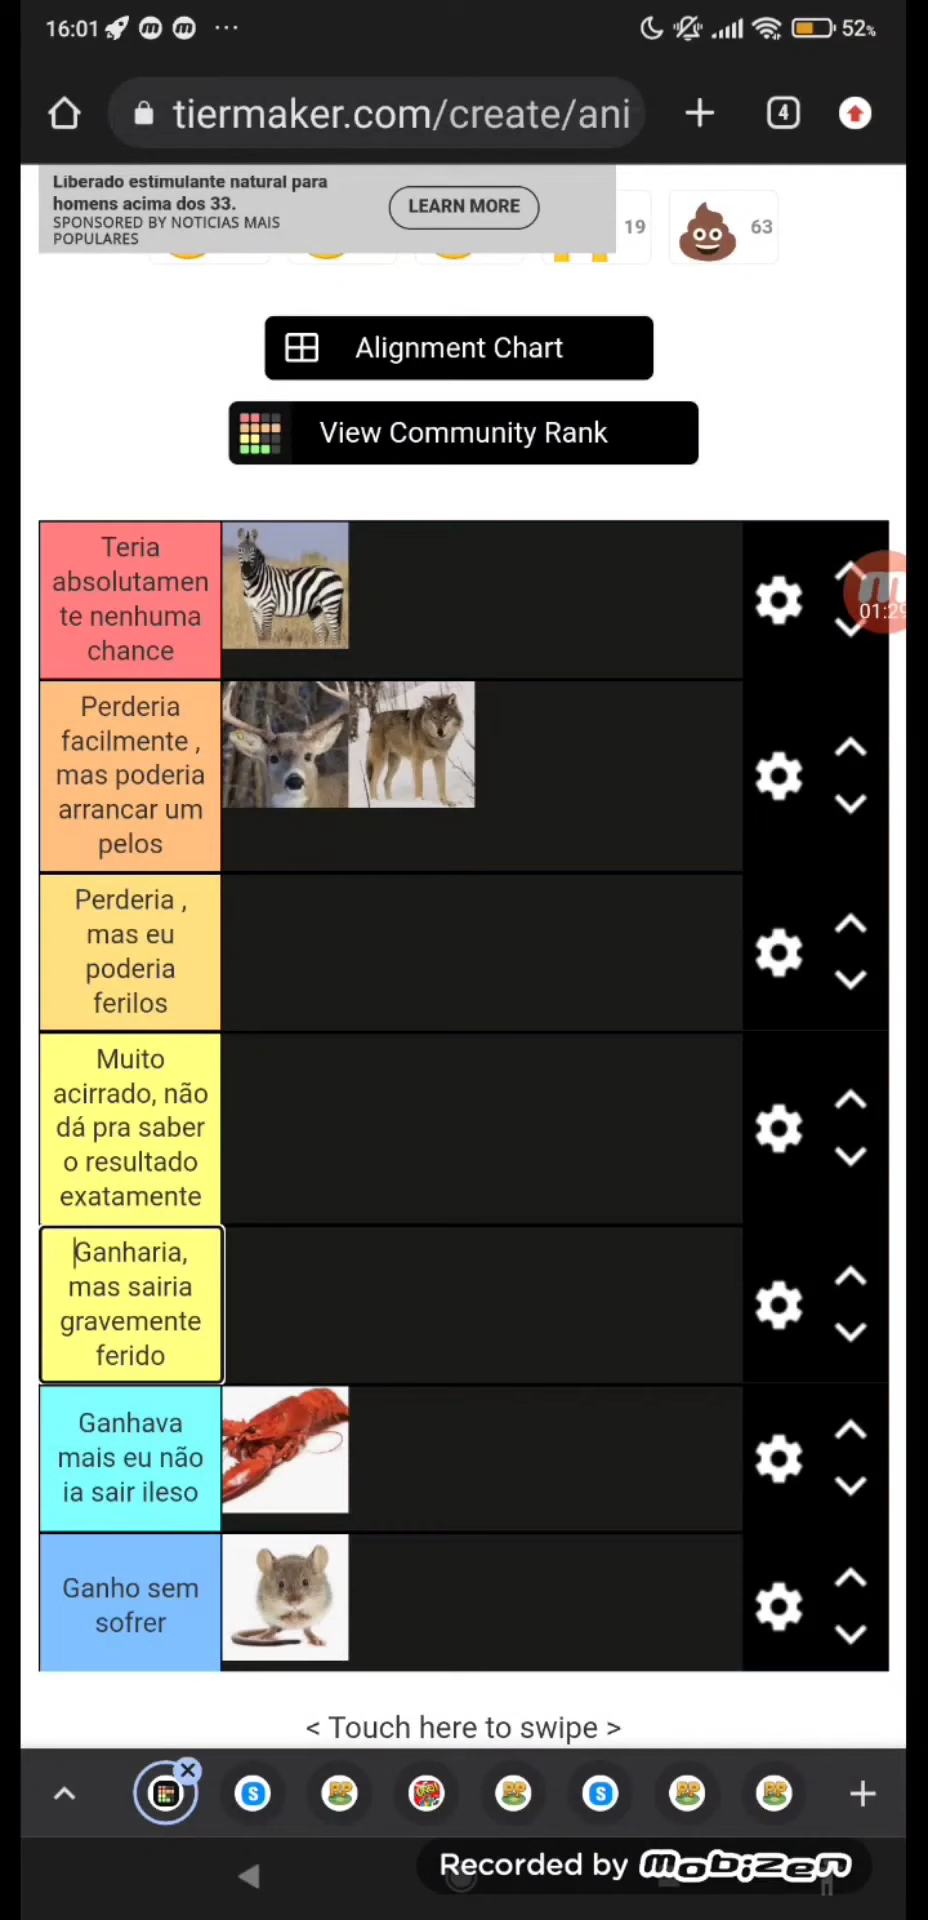 16:01
52%
tiermaker.com/create/ani
4
Liberado estimulante natural para
homens acima dos 33.
SPONSORED BY NOTICIAS MAIS
POPULARES
LEARN MORE
19
63
Alignment Chart
View Community Rank
Teria
absolutamen
te nenhuma
chance
01:29
Perderia
facilmente ,
mas poderia
arrancar um
pelos
Perderia ,
mas eu
poderia
ferilos
Muito
acirrado, não
dá pra saber
o resultado
exatamente
Ganharia,
mas sairia
gravemente
ferido
Ganhava
mais eu não
ia sair ileso
Ganho sem
sofrer
< Touch here to swipe >
Recorded by Mobizen